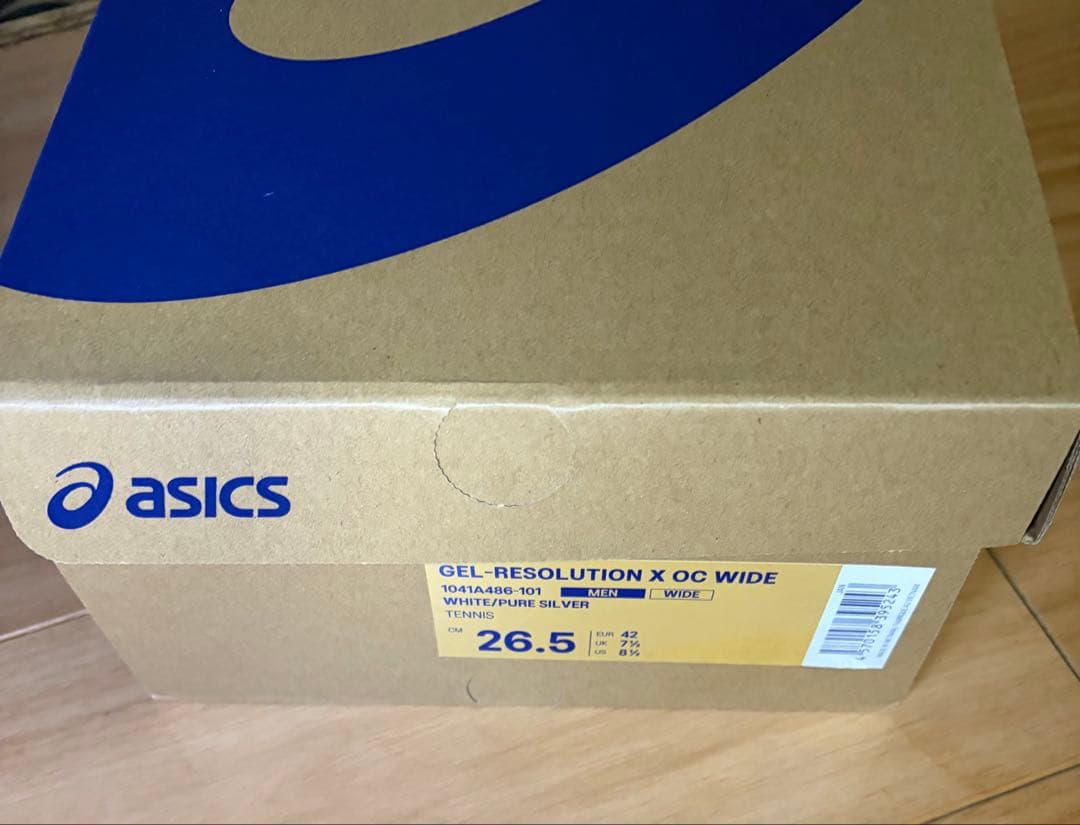 asics
GEL-RESOLUTION X OC WIDE
1041A486-101 MEN WIDE
WHITE/PURE SILVER
TENNIS
CM 26.5
EUR 42
UK 7½
US 8½
4570158395243